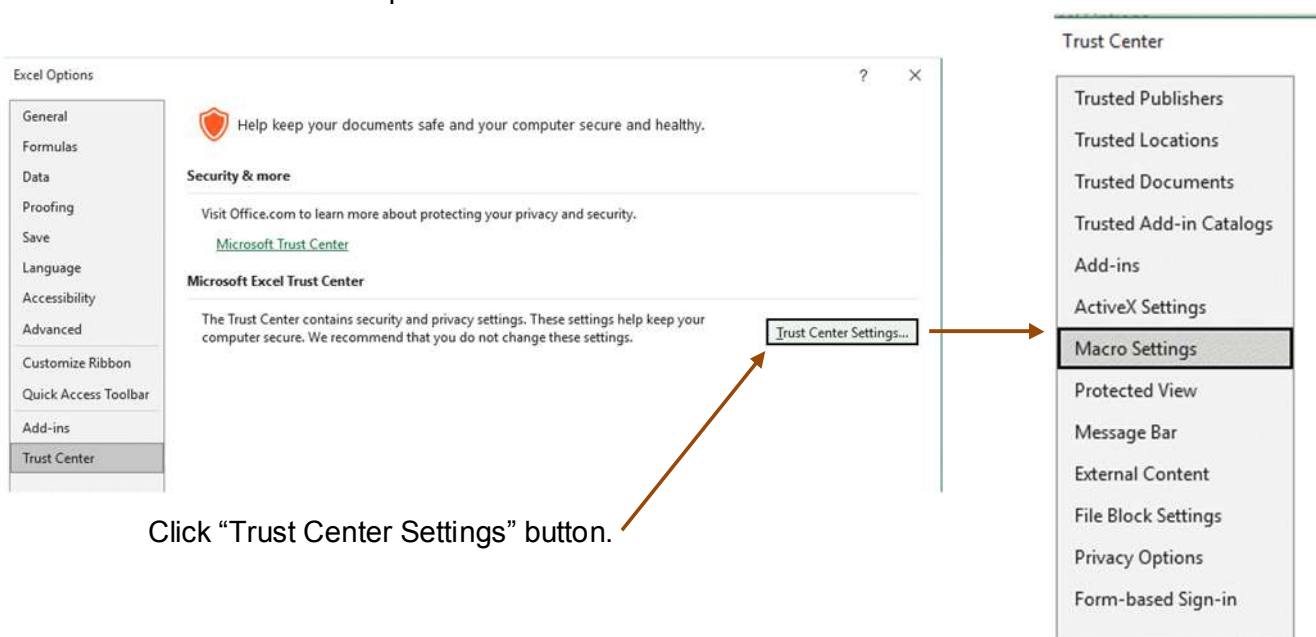 Excel Options
?
×
General
Formulas
Data
Proofing
Save
Language
Accessibility
Advanced
Customize Ribbon
Quick Access Toolbar
Add-ins
Trust Center
Help keep your documents safe and your computer secure and healthy.
Security & more
Visit Office.com to learn more about protecting your privacy and security.
Microsoft Trust Center
Microsoft Excel Trust Center
The Trust Center contains security and privacy settings. These settings help keep your
computer secure. We recommend that you do not change these settings.
Trust Center Settings...
Click “Trust Center Settings” button.
Trust Center
Trusted Publishers
Trusted Locations
Trusted Documents
Trusted Add-in Catalogs
Add-ins
ActiveX Settings
Macro Settings
Protected View
Message Bar
External Content
File Block Settings
Privacy Options
Form-based Sign-in